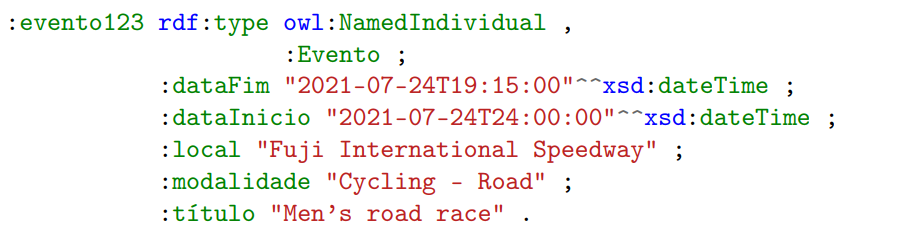 :evento123 rdf:type owl:NamedIndividual ,
:Evento ;
:dataFim "2021-07-24T19:15:00"^^xsd:dateTime ;
:dataInicio "2021-07-24T24:00:00"^^xsd:dateTime ;
:local "Fuji International Speedway" ;
:modalidade "Cycling - Road" ;
:título "Men’s road race" .